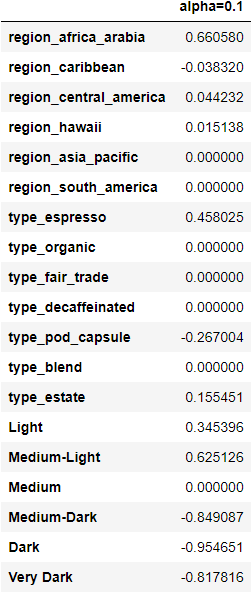 alpha=0.1
region_africa_arabia 0.660580
region_caribbean -0.038320
region_central_america 0.044232
region_hawaii 0.015138
region_asia_pacific 0.000000
region_south_america 0.000000
type_espresso 0.458025
type_organic 0.000000
type_fair_trade 0.000000
type_decaffeinated 0.000000
type_pod_capsule -0.267004
type_blend 0.000000
type_estate 0.155451
Light 0.345396
Medium-Light 0.625126
Medium 0.000000
Medium-Dark -0.849087
Dark -0.954651
Very Dark -0.817816